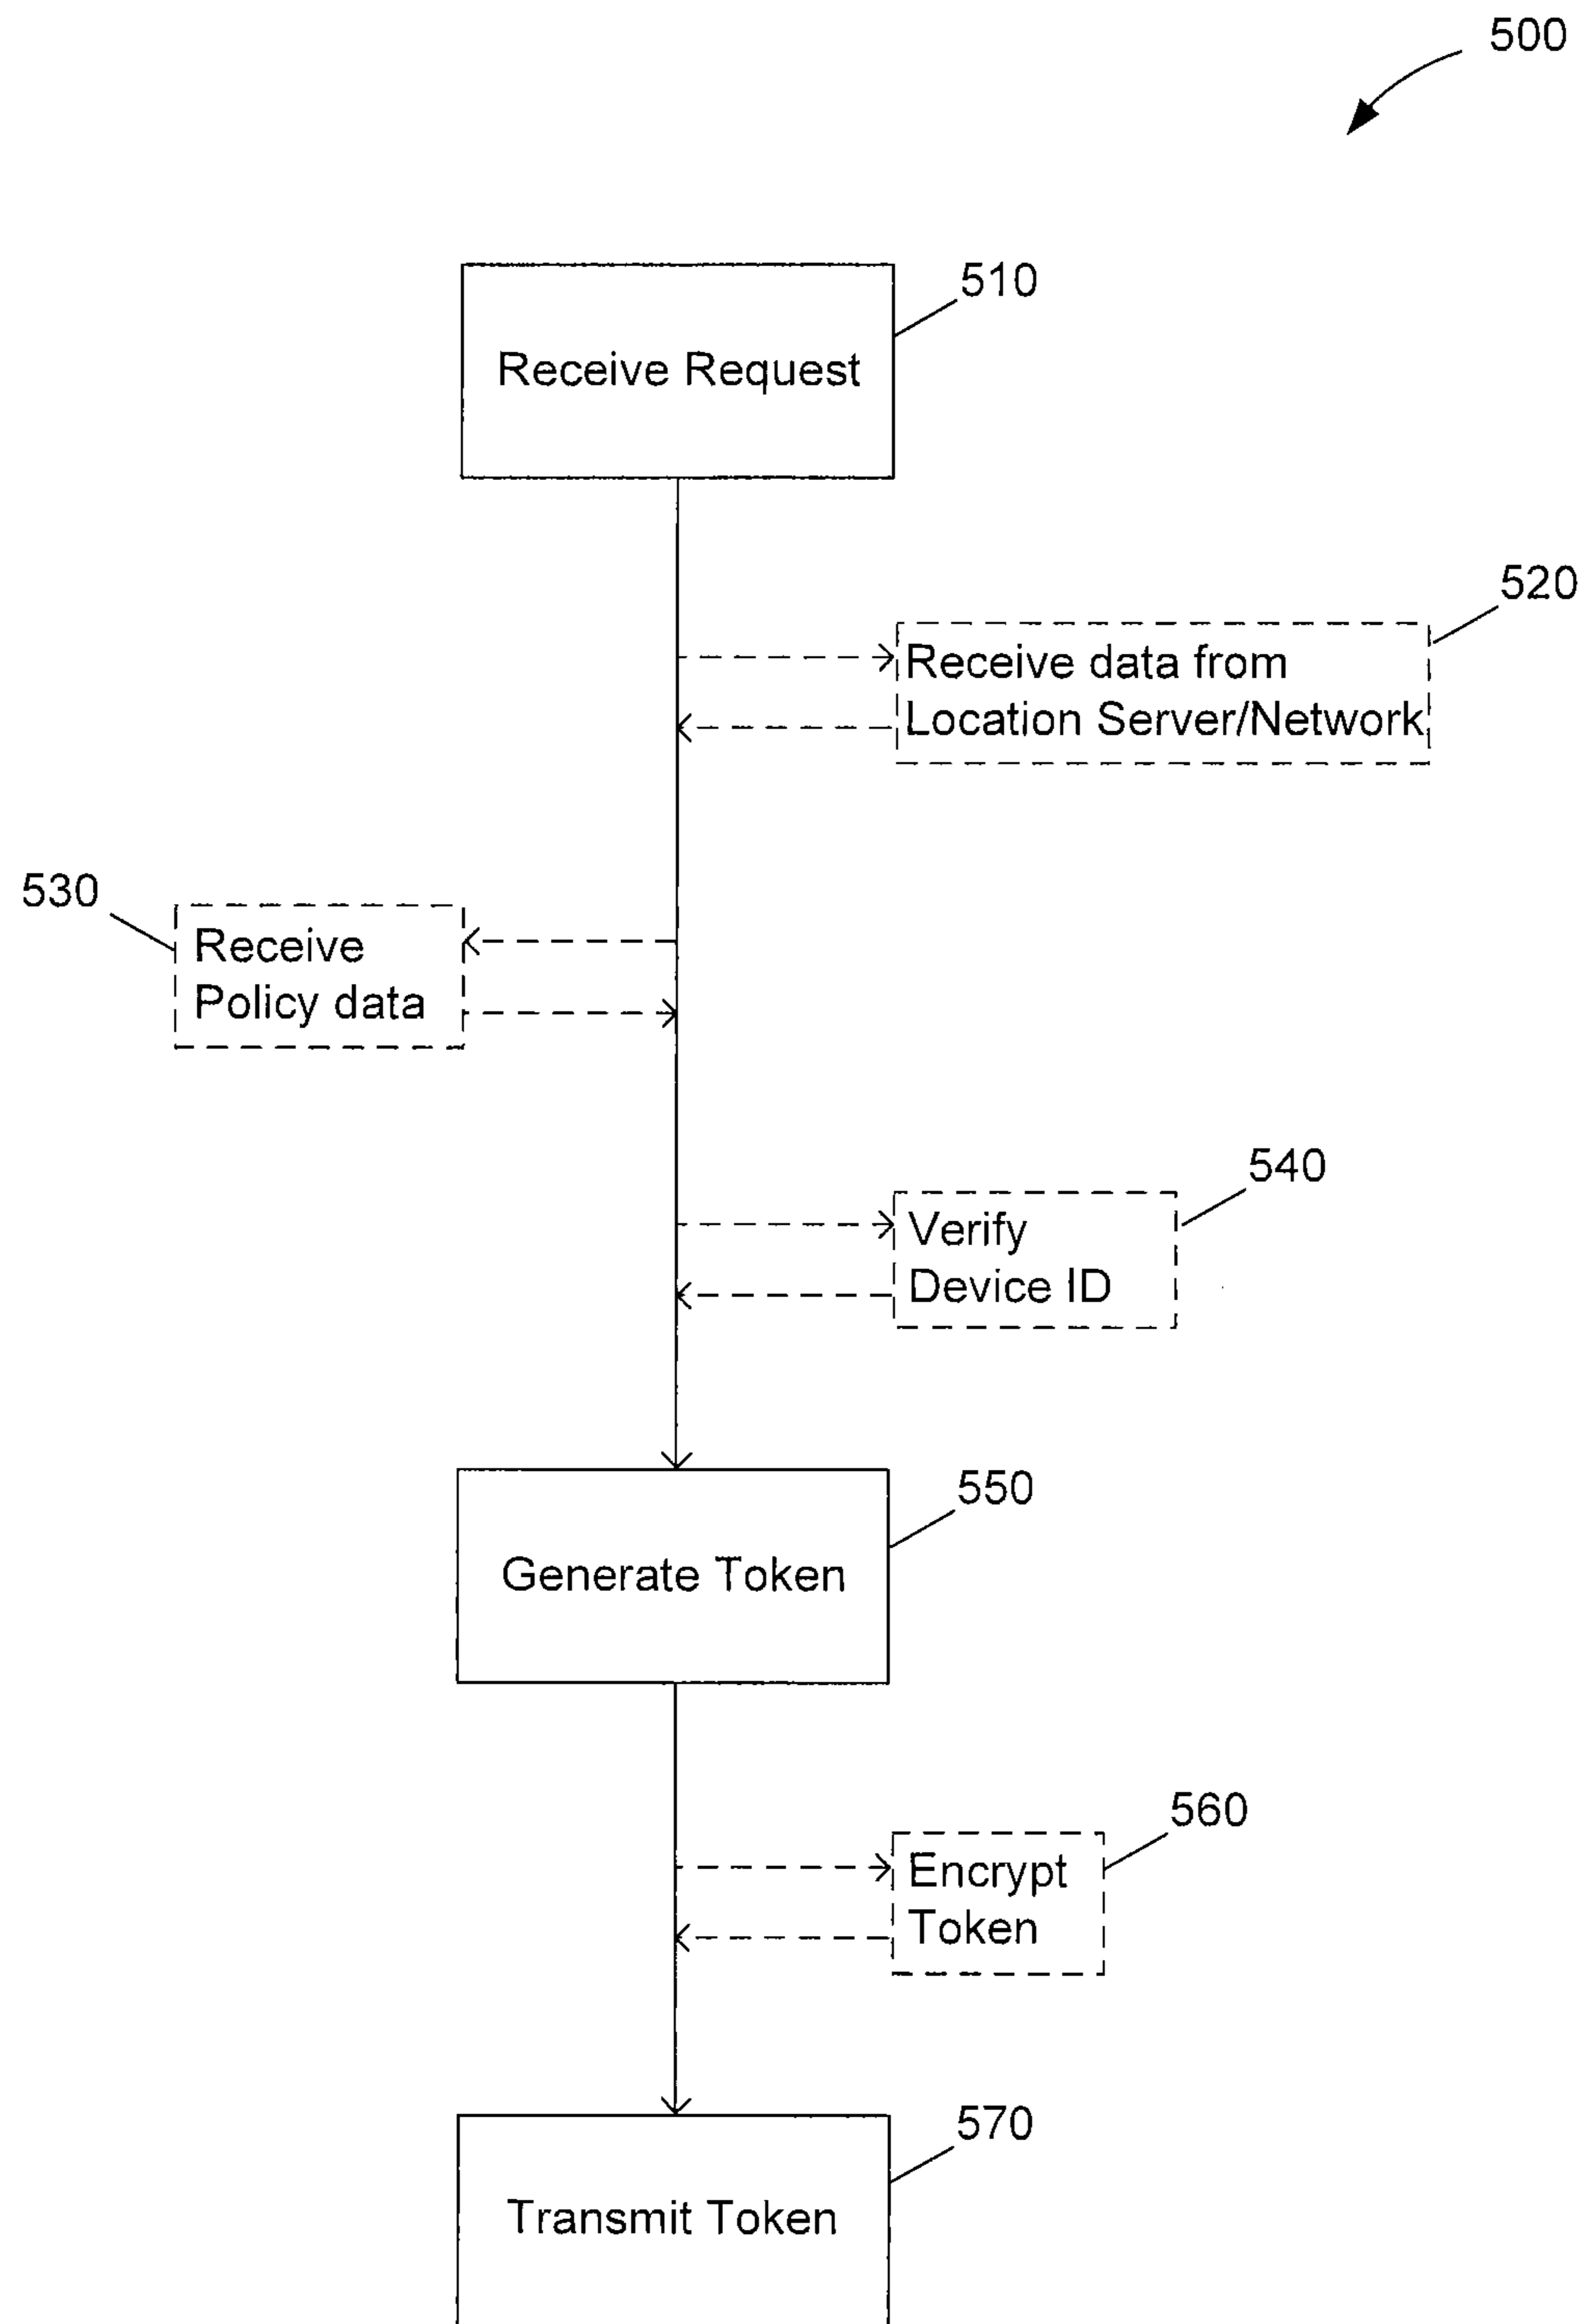 500
510
Receive Request
520
Receive data from
Location Server/Network
530
Receive
Policy data
540
Verify
Device ID
550
Generate Token
560
Encrypt
Token
570
Transmit Token